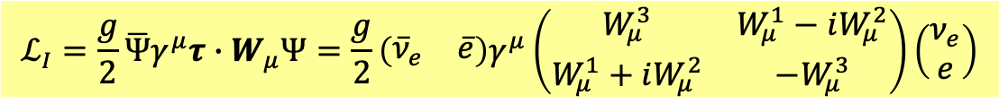 ℒ_I = g/2 Ψ̄γ^μ 𝝉 · 𝑾_μ Ψ = g/2 (ν̄_e  ē)γ^μ ( W_μ^3  W_μ^1 − iW_μ^2 ; W_μ^1 + iW_μ^2  −W_μ^3 ) ( ν_e ; e )